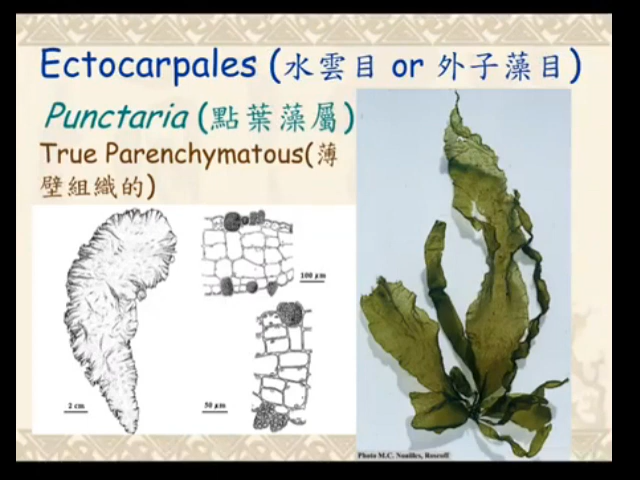 Ectocarpales (水雲目 or 外子藻目)
Punctaria (點葉藻屬)
True Parenchymatous(薄
壁組織的)
100 µm
2 cm
50 µm
Photo M.C. Noailles, Roscoff